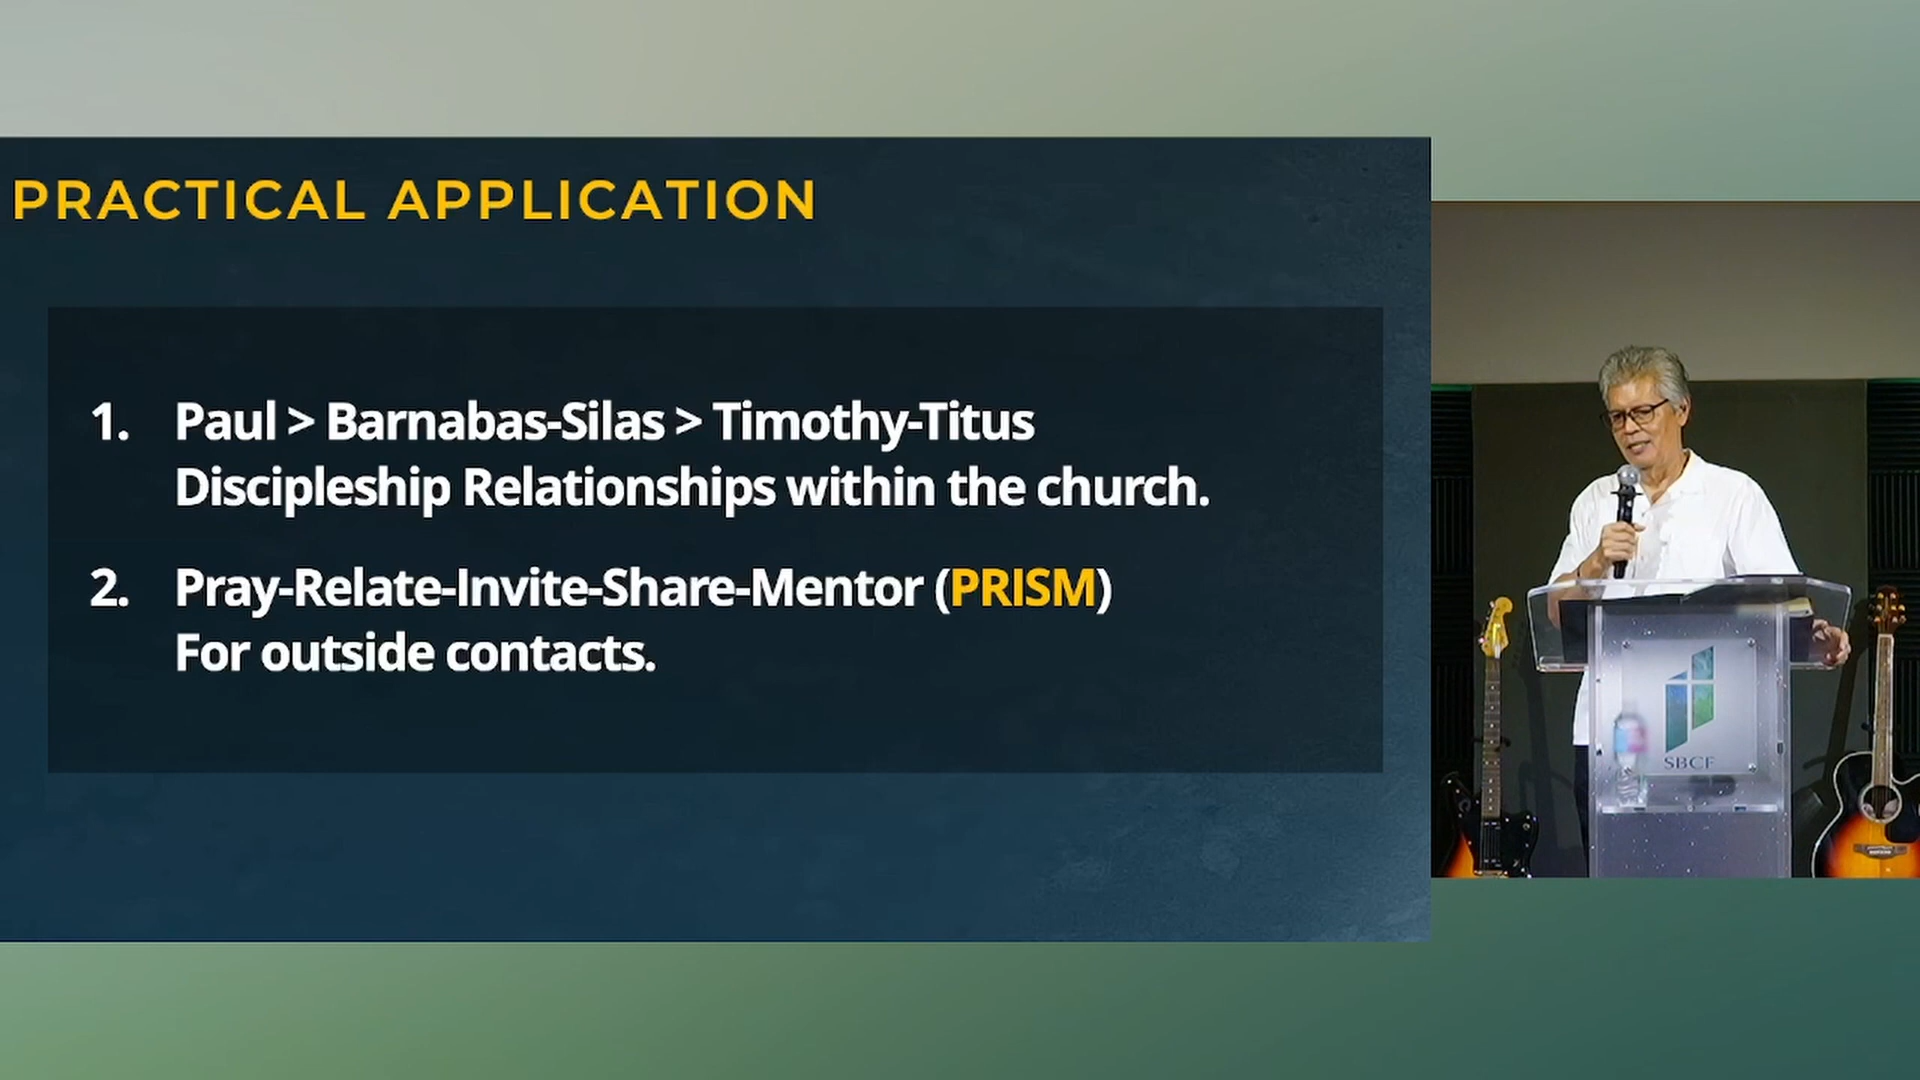 PRACTICAL APPLICATION
1. Paul > Barnabas-Silas > Timothy-Titus
Discipleship Relationships within the church.
2. Pray-Relate-Invite-Share-Mentor (PRISM)
For outside contacts.
SBCF